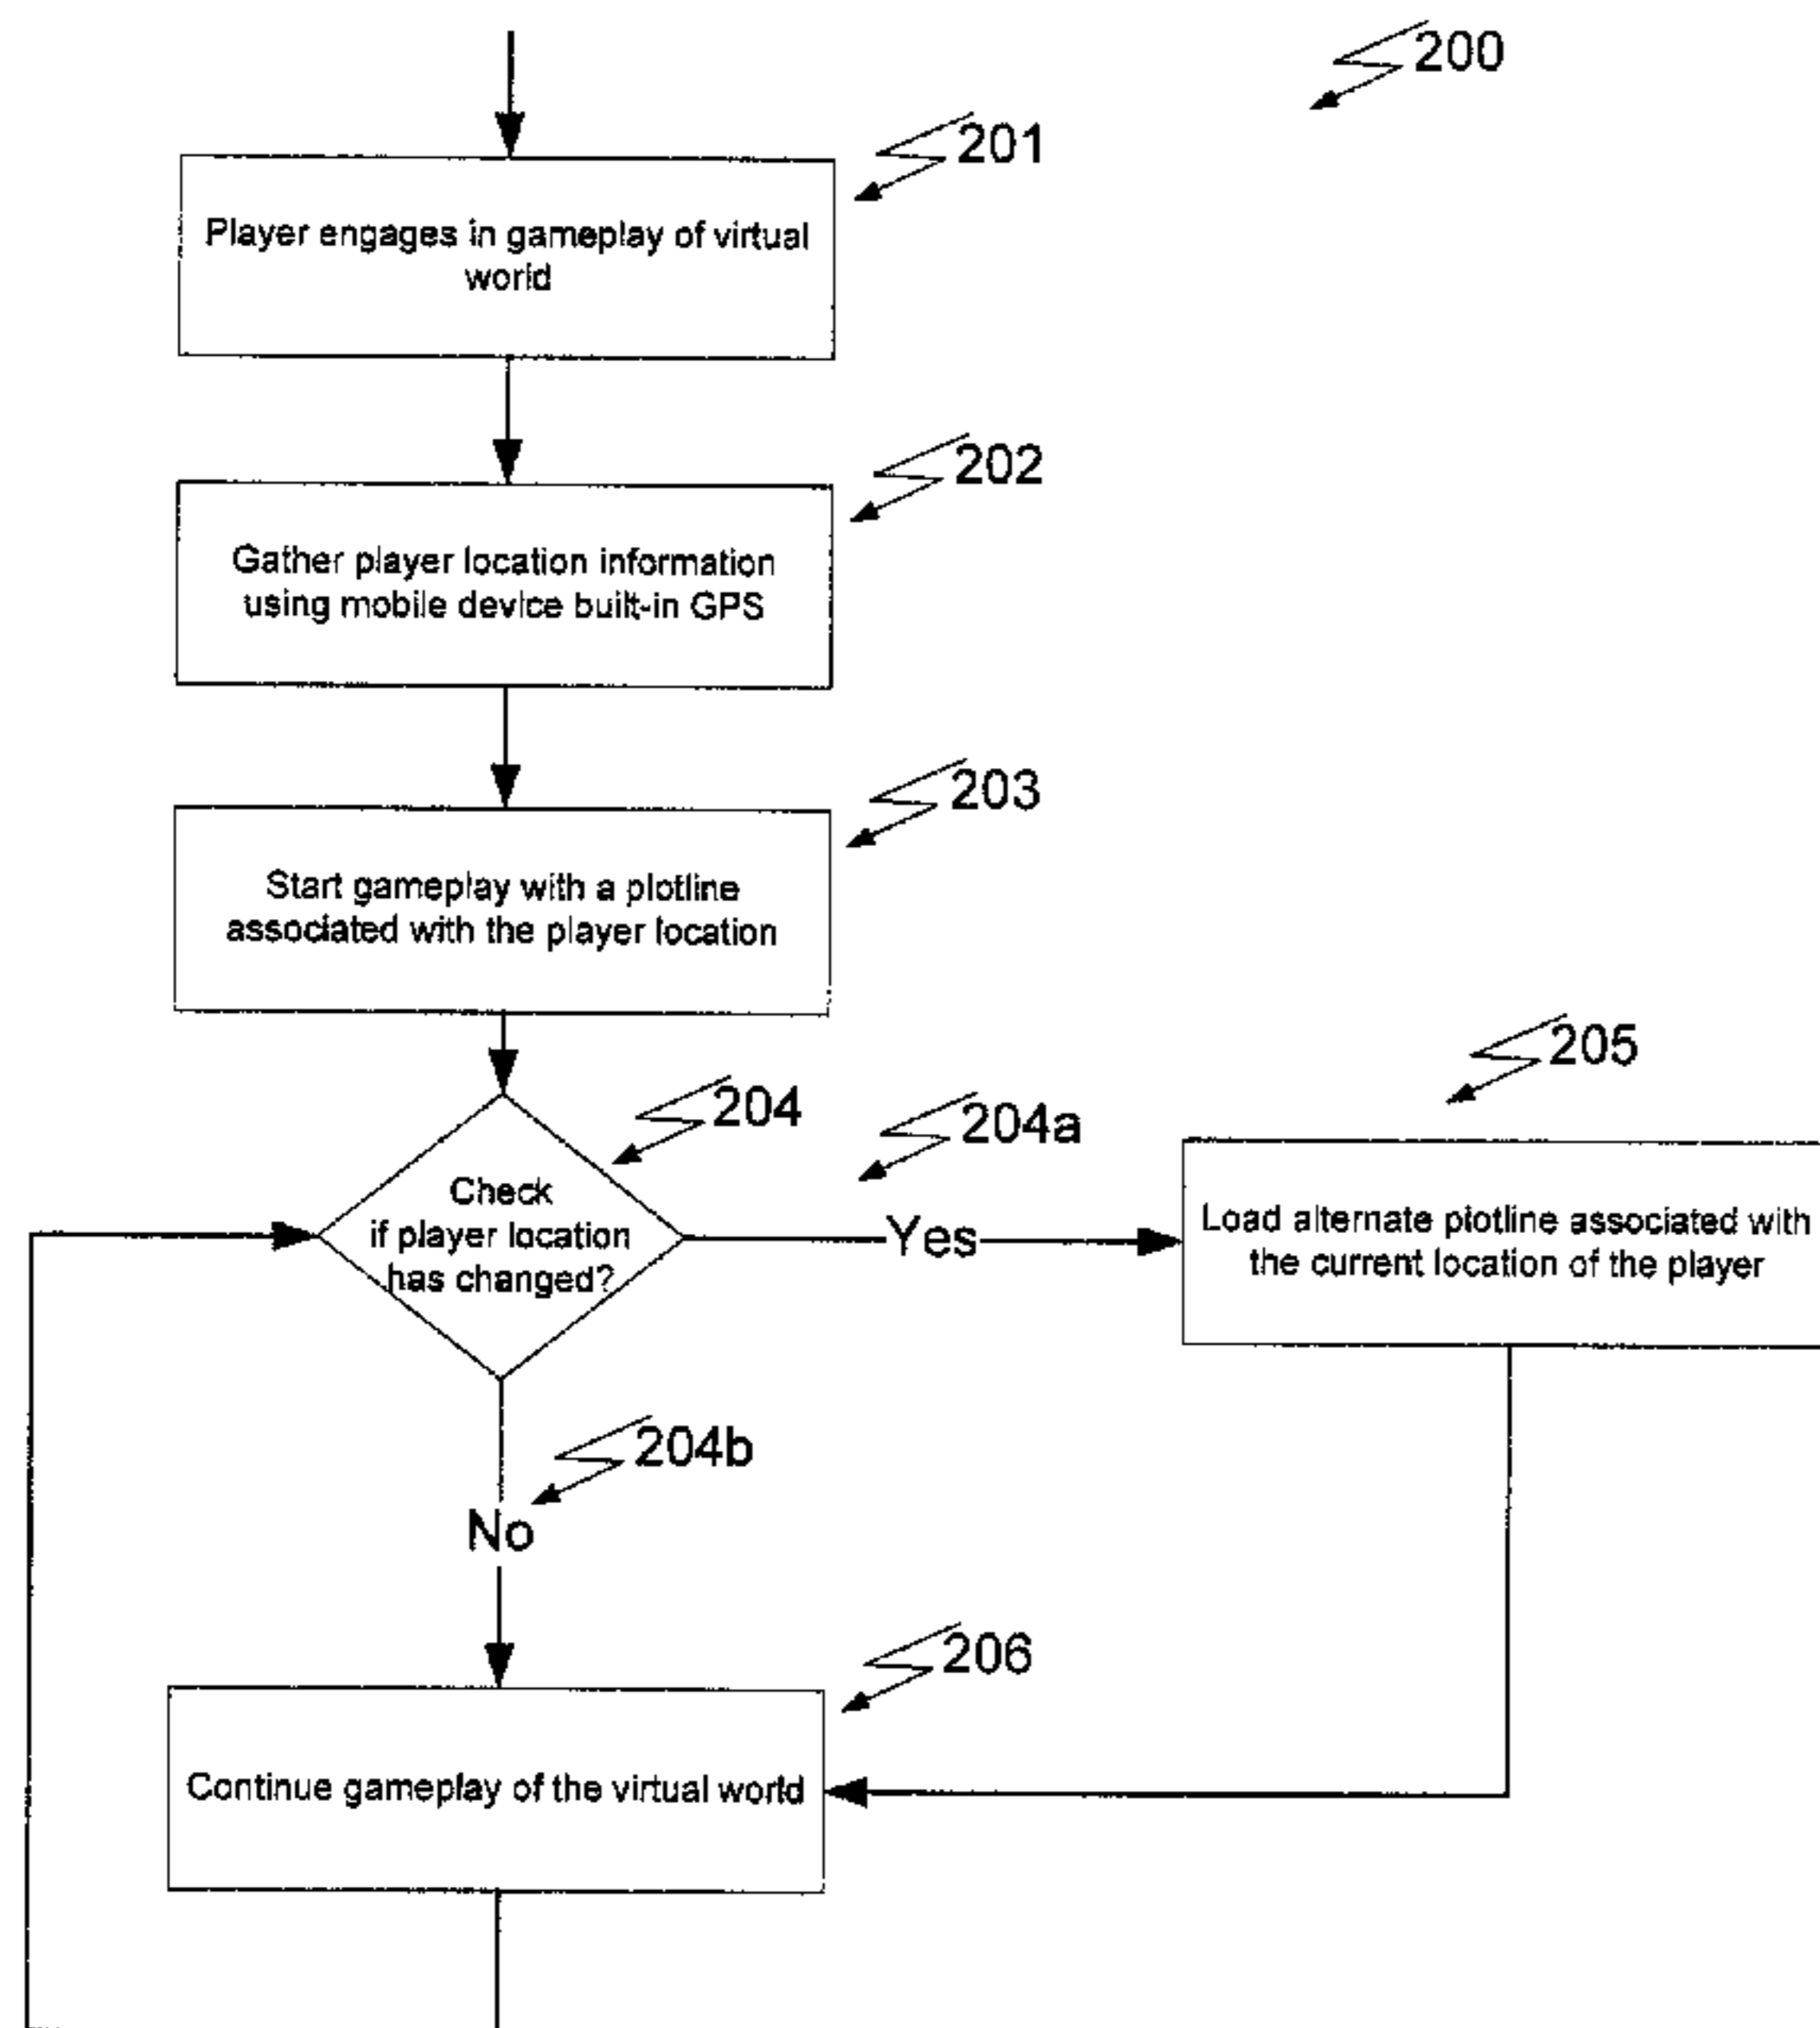 200
201
Player engages in gameplay of virtual
world
202
Gather player location information
using mobile device built-in GPS
203
Start gameplay with a plotline
associated with the player location
204
204a
205
Check
if player location
has changed?
Yes
Load alternate plotline associated with
the current location of the player
204b
No
206
Continue gameplay of the virtual world